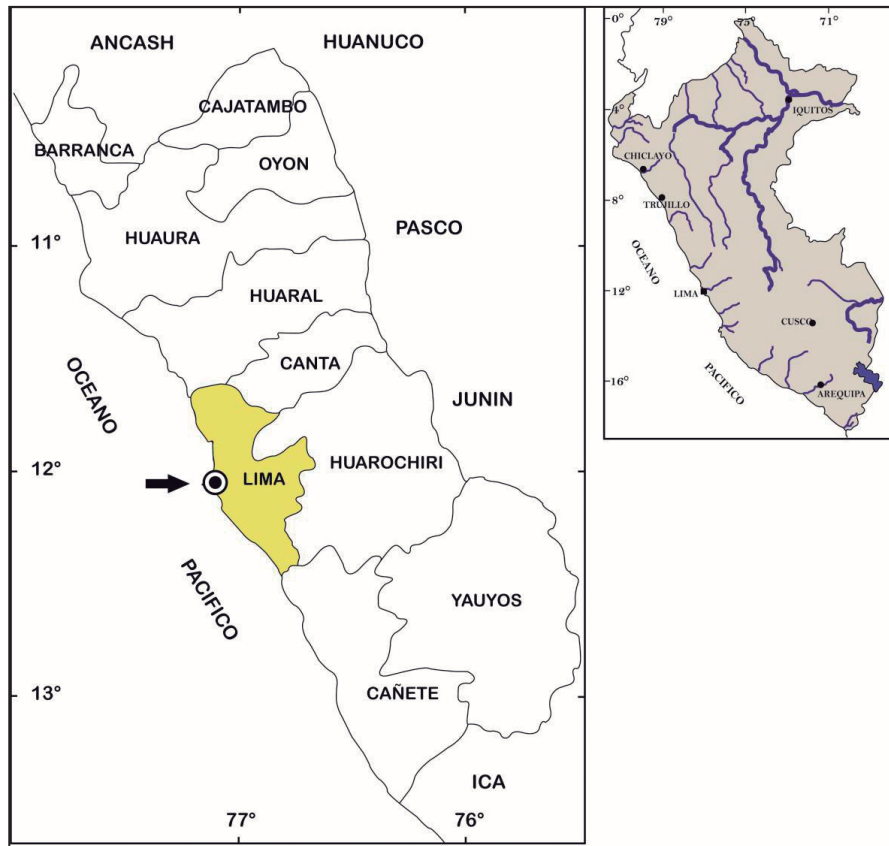 ANCASH
HUANUCO
CAJATAMBO
BARRANCA
OYON
HUAURA
PASCO
11°
HUARAL
CANTA
OCEANO
JUNIN
12°
LIMA
HUAROCHIRI
PACIFICO
YAUYOS
13°
CAÑETE
ICA
77°
76°
0°
79°
75°
71°
4°
IQUITOS
CHICLAYO
8°
TRUJILLO
OCEANO
LIMA
12°
CUSCO
PACIFICO
16°
AREQUIPA